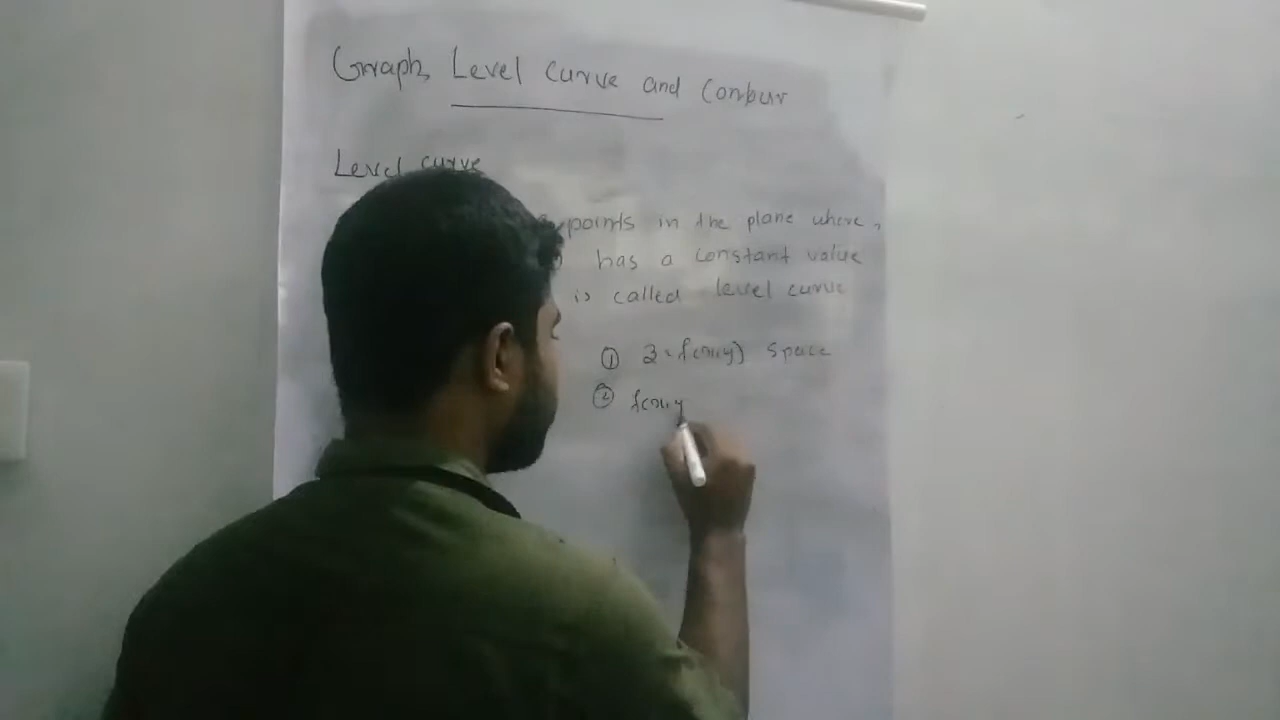 Graph, Level curve and Contour
Level curve
points in the plane where,
has a constant value
is called level curve
① z = f(x,y) space
② f(x,y